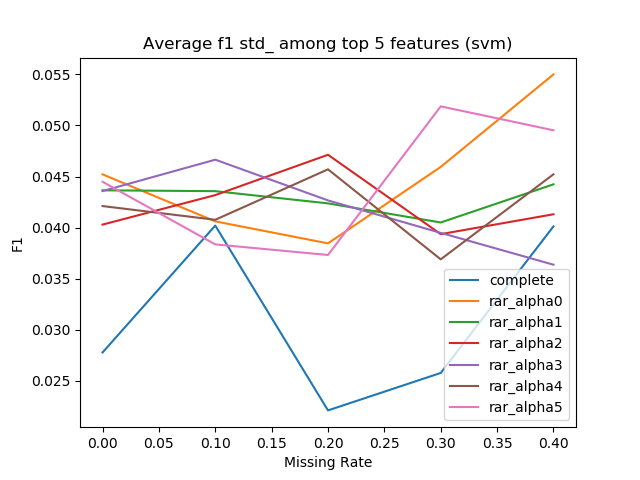 Average f1 std_ among top 5 features (svm)
F1
0.055
0.050
0.045
0.040
0.035
0.030
0.025
complete
rar_alpha0
rar_alpha1
rar_alpha2
rar_alpha3
rar_alpha4
rar_alpha5
0.00 0.05 0.10 0.15 0.20 0.25 0.30 0.35 0.40
Missing Rate